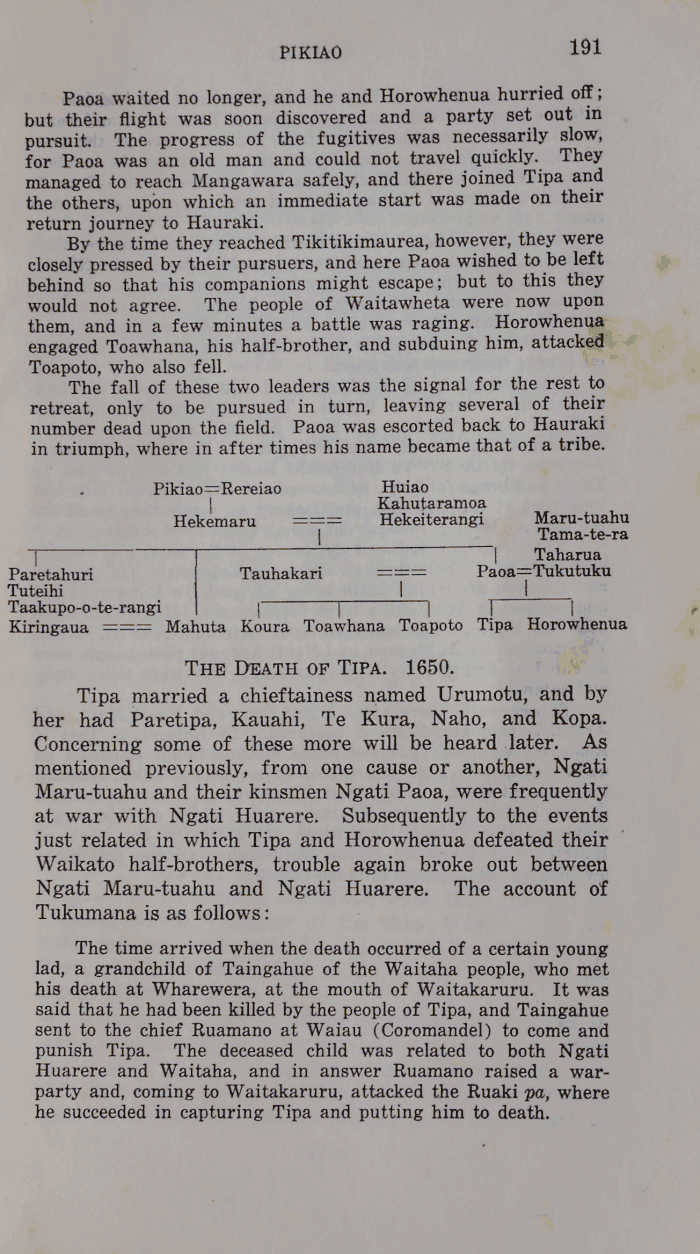 PIKIAO 191
Paoa waited no longer, and he and Horowhenua hurried off;
but their flight was soon discovered and a party set out in
pursuit. The progress of the fugitives was necessarily slow,
for Paoa was an old man and could not travel quickly. They
managed to reach Mangawara safely, and there joined Tipa and
the others, upon which an immediate start was made on their
return journey to Hauraki.
By the time they reached Tikitikimaurea, however, they were
closely pressed by their pursuers, and here Paoa wished to be left
behind so that his companions might escape; but to this they
would not agree. The people of Waitawheta were now upon
them, and in a few minutes a battle was raging. Horowhenua
engaged Toawhana, his half-brother, and subduing him, attacked
Toapoto, who also fell.
The fall of these two leaders was the signal for the rest to
retreat, only to be pursued in turn, leaving several of their
number dead upon the field. Paoa was escorted back to Hauraki
in triumph, where in after times his name became that of a tribe.
Pikiao=Rereiao Huiao
Kahutaramoa
Hekemaru === Hekeiterangi Maru-tuahu
Tama-te-ra
Taharua
Paretahuri Tauhakari === Paoa=Tukutuku
Tuteihi
Taakupo-o-te-rangi
Kiringaua === Mahuta Koura Toawhana Toapoto Tipa Horowhenua
THE DEATH OF TIPA. 1650.
Tipa married a chieftainess named Urumotu, and by
her had Paretipa, Kauahi, Te Kura, Naho, and Kopa.
Concerning some of these more will be heard later. As
mentioned previously, from one cause or another, Ngati
Maru-tuahu and their kinsmen Ngati Paoa, were frequently
at war with Ngati Huarere. Subsequently to the events
just related in which Tipa and Horowhenua defeated their
Waikato half-brothers, trouble again broke out between
Ngati Maru-tuahu and Ngati Huarere. The account of
Tukumana is as follows:
The time arrived when the death occurred of a certain young
lad, a grandchild of Taingahue of the Waitaha people, who met
his death at Wharewera, at the mouth of Waitakaruru. It was
said that he had been killed by the people of Tipa, and Taingahue
sent to the chief Ruamano at Waiau (Coromandel) to come and
punish Tipa. The deceased child was related to both Ngati
Huarere and Waitaha, and in answer Ruamano raised a war-
party and, coming to Waitakaruru, attacked the Ruaki pa, where
he succeeded in capturing Tipa and putting him to death.